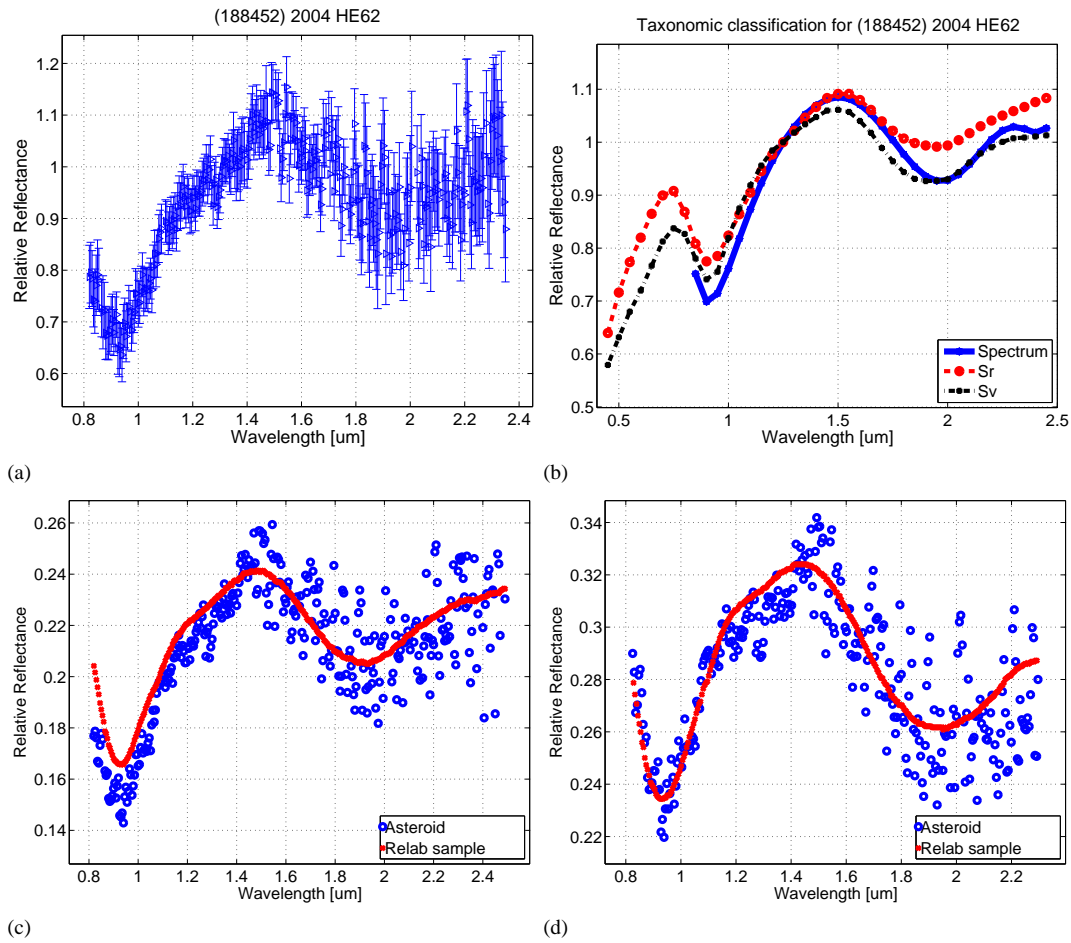 (188452) 2004 HE62
1.2
1.1
1
0.9
0.8
0.7
0.6
Relative Reflectance
0.8 1 1.2 1.4 1.6 1.8 2 2.2 2.4
Wavelength [um]
(a)
Taxonomic classification for (188452) 2004 HE62
1.1
1.0
0.9
0.8
0.7
0.6
0.5
Relative Reflectance
Spectrum
Sr
Sv
0.5 1 1.5 2 2.5
Wavelength [um]
(b)
0.26
0.24
0.22
0.2
0.18
0.16
0.14
Relative Reflectance
Asteroid
Relab sample
0.8 1 1.2 1.4 1.6 1.8 2 2.2 2.4
Wavelength [um]
(c)
0.34
0.32
0.3
0.28
0.26
0.24
0.22
Relative Reflectance
Asteroid
Relab sample
0.8 1 1.2 1.4 1.6 1.8 2 2.2
Wavelength [um]
(d)